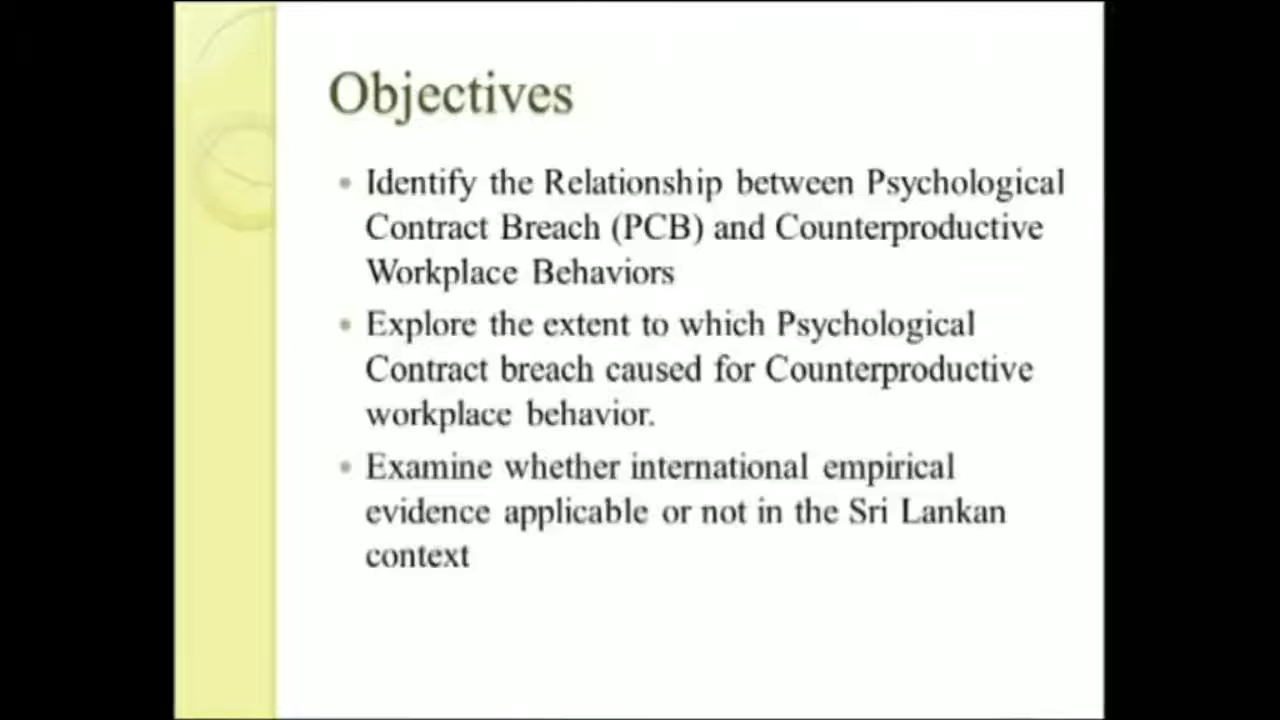 Objectives
• Identify the Relationship between Psychological
Contract Breach (PCB) and Counterproductive
Workplace Behaviors
• Explore the extent to which Psychological
Contract breach caused for Counterproductive
workplace behavior.
• Examine whether international empirical
evidence applicable or not in the Sri Lankan
context